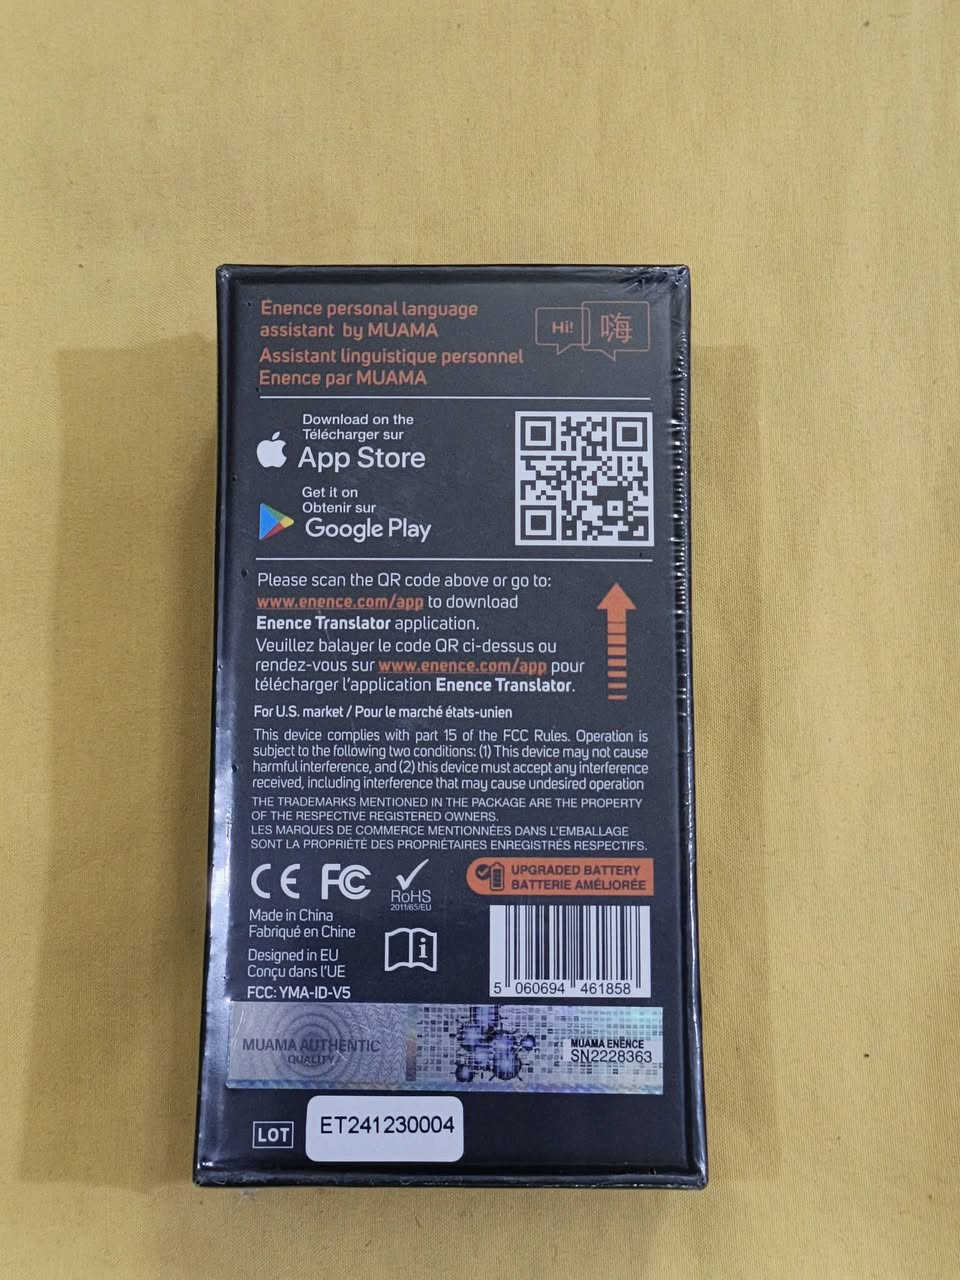 Enence personal language
assistant by MUAMA
Assistant linguistique personnel
Enence par MUAMA
Hi!
嗨
Download on the
Télécharger sur
App Store
Get it on
Obtenir sur
Google Play
Please scan the QR code above or go to:
www.enence.com/app to download
Enence Translator application.
Veuillez balayer le code QR ci-dessus ou
rendez-vous sur www.enence.com/app pour
télécharger l'application Enence Translator.
For U.S. market / Pour le marché états-unien
This device complies with part 15 of the FCC Rules. Operation is
subject to the following two conditions: (1) This device may not cause
harmful interference, and (2) this device must accept any interference
received, including interference that may cause undesired operation
THE TRADEMARKS MENTIONED IN THE PACKAGE ARE THE PROPERTY
OF THE RESPECTIVE REGISTERED OWNERS.
LES MARQUES DE COMMERCE MENTIONNÉES DANS L'EMBALLAGE
SONT LA PROPRIÉTÉ DES PROPRIÉTAIRES ENREGISTRÉS RESPECTIFS.
CE FC
RoHS
2011/65/EU
UPGRADED BATTERY
BATTERIE AMÉLIORÉE
Made in China
Fabriqué en Chine
Designed in EU
Conçu dans l'UE
FCC: YMA-ID-V5
i
5 060694 461858
MUAMA AUTHENTIC
QUALITY
MUAMA ENENCE
SN2228363
LOT
ET241230004